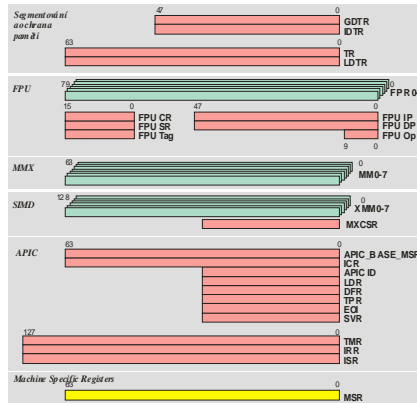 Segmentování
a ochrana
paměti
47 0
GDTR
IDTR
63 0
TR
LDTR
FPU
79 0
FPR0-
15 0 47 0
FPU CR FPU IP
FPU SR FPU DP
FPU Tag FPU Op
9 0
MMX
63 0
MM0-7
SIMD
128 0
XMM0-7
MXCSR
APIC
63 0
APIC_BASE_MSR
ICR
APIC ID
LDR
DFR
TPR
EOI
SVR
127 0
TMR
IRR
ISR
Machine Specific Registers
63 0
MSR